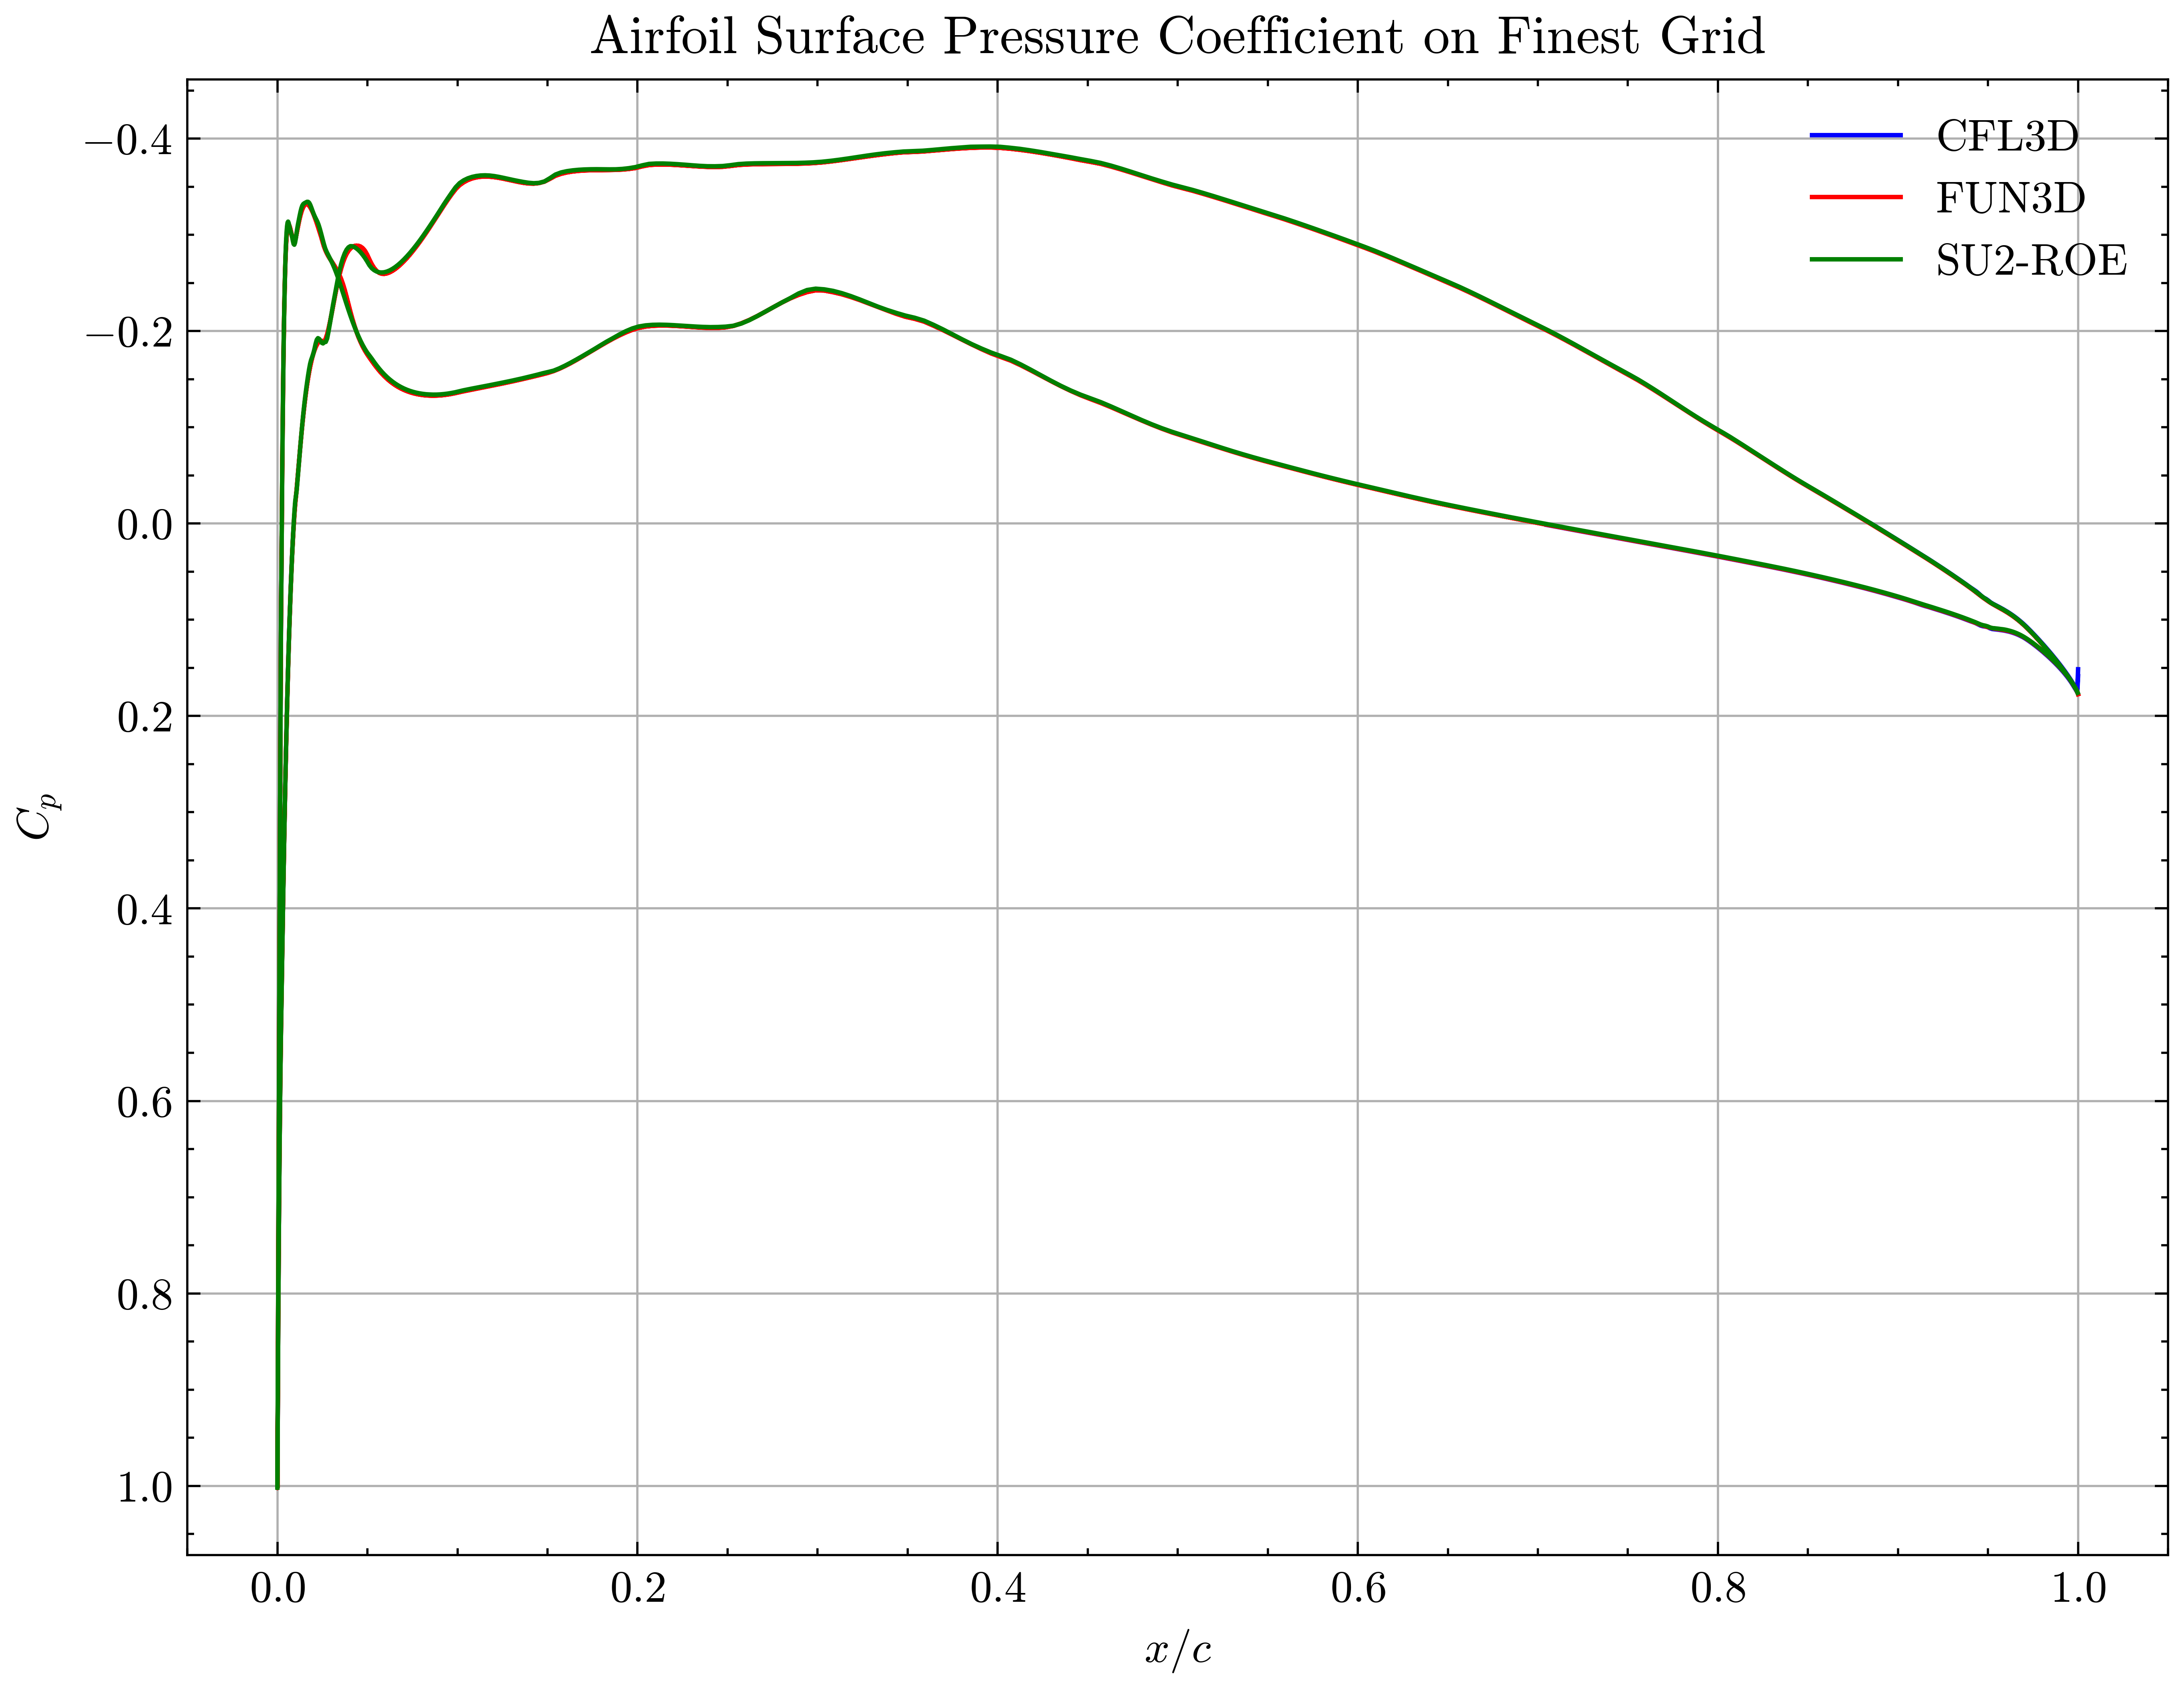 Airfoil Surface Pressure Coefficient on Finest Grid
CFL3D
FUN3D
SU2-ROE
−0.4
−0.2
0.0
0.2
0.4
0.6
0.8
1.0
C_p
0.0 0.2 0.4 0.6 0.8 1.0
x/c